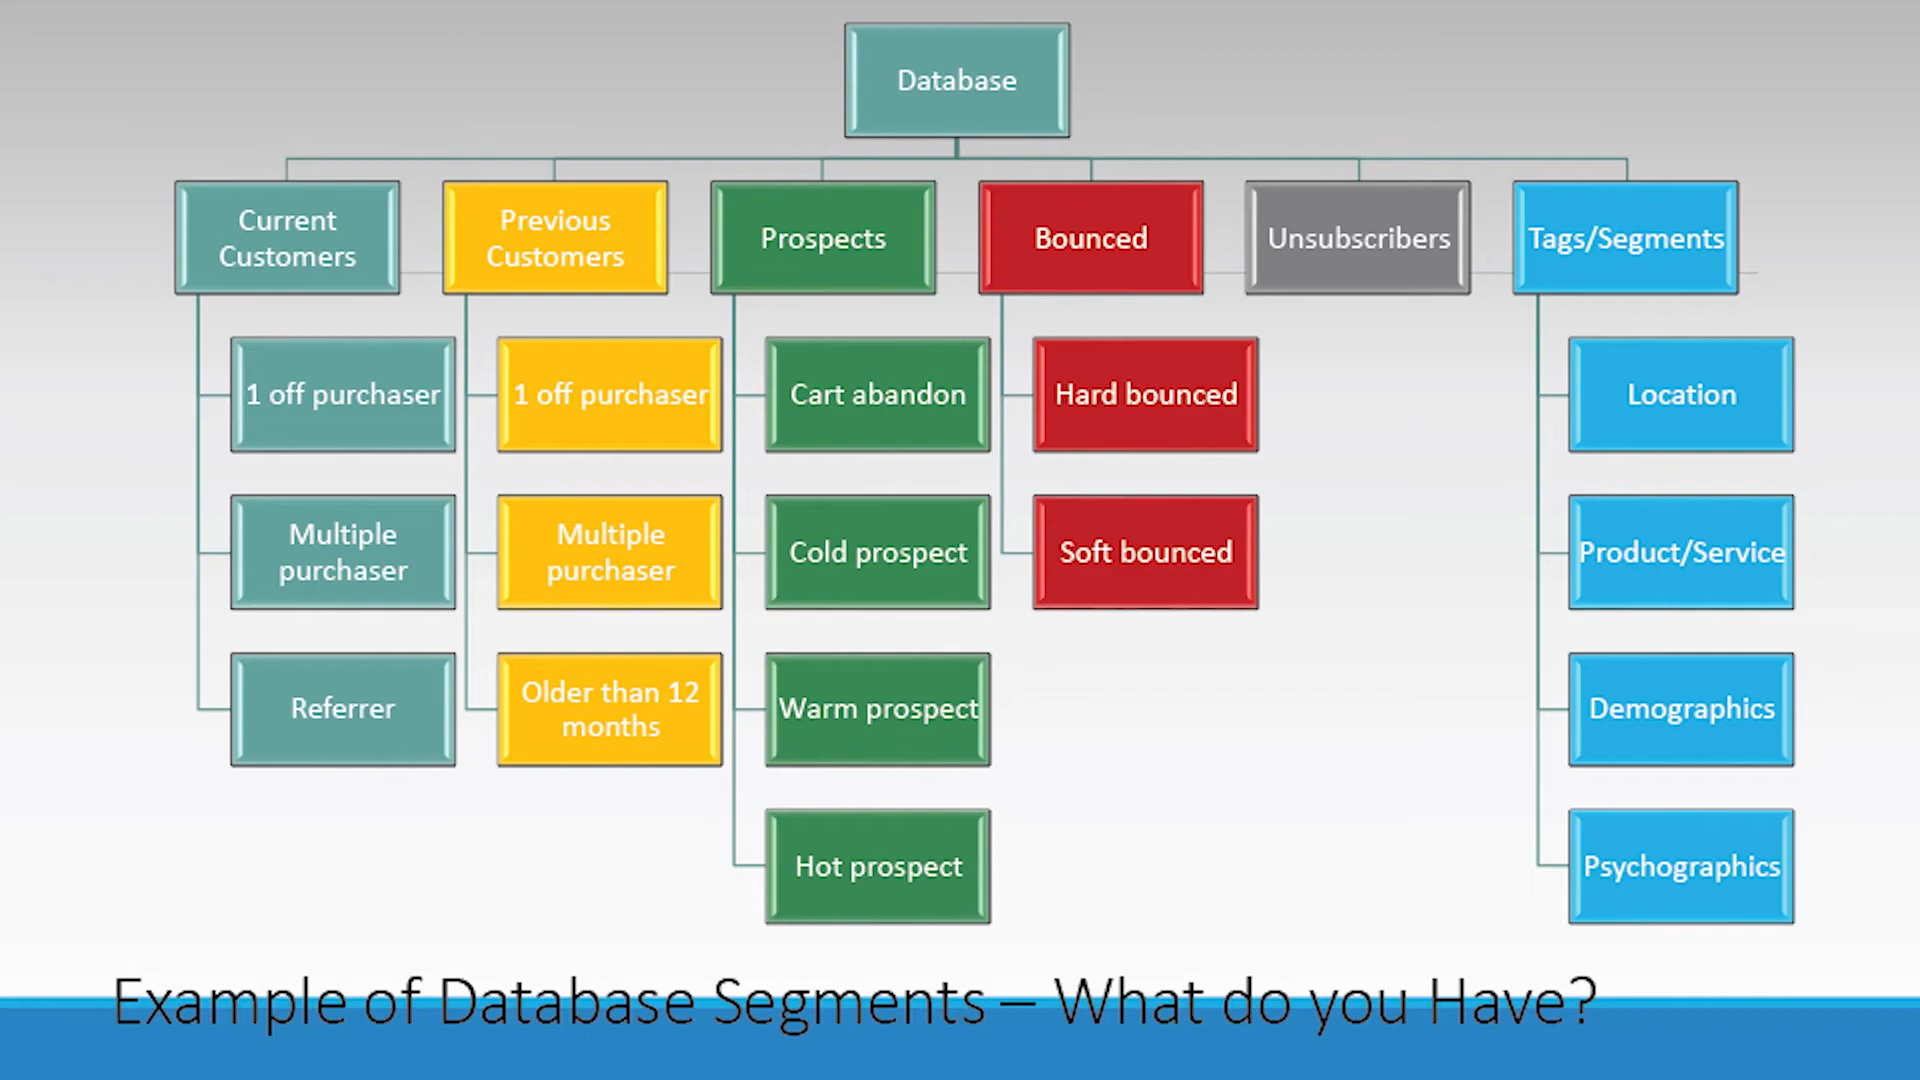 Database
Current
Customers
Previous
Customers
Prospects
Bounced
Unsubscribers
Tags/Segments
1 off purchaser
1 off purchaser
Cart abandon
Hard bounced
Location
Multiple
purchaser
Multiple
purchaser
Cold prospect
Soft bounced
Product/Service
Referrer
Older than 12
months
Warm prospect
Demographics
Hot prospect
Psychographics
Example of Database Segments – What do you Have?